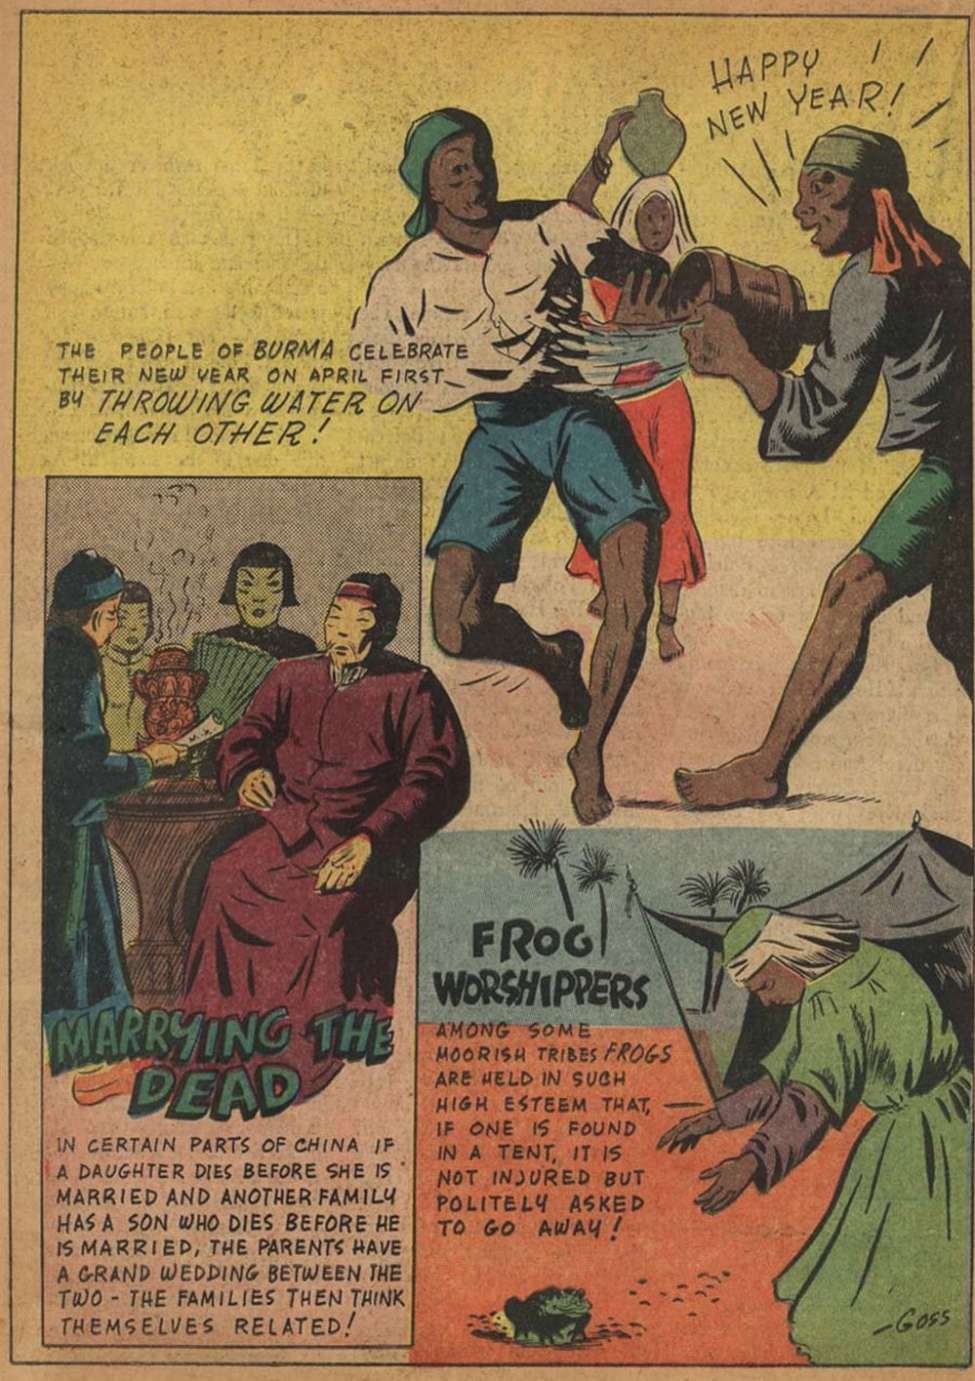 HAPPY
NEW YEAR!
THE PEOPLE OF BURMA CELEBRATE
THEIR NEW YEAR ON APRIL FIRST
BY THROWING WATER ON
EACH OTHER!
MARRYING THE
DEAD
IN CERTAIN PARTS OF CHINA IF
A DAUGHTER DIES BEFORE SHE IS
MARRIED AND ANOTHER FAMILY
HAS A SON WHO DIES BEFORE HE
IS MARRIED, THE PARENTS HAVE
A GRAND WEDDING BETWEEN THE
TWO - THE FAMILIES THEN THINK
THEMSELVES RELATED!
FROG
WORSHIPPERS
AMONG SOME
MOORISH TRIBES FROGS
ARE HELD IN SUCH
HIGH ESTEEM THAT,
IF ONE IS FOUND
IN A TENT, IT IS
NOT INJURED BUT
POLITELY ASKED
TO GO AWAY!
-GOSS